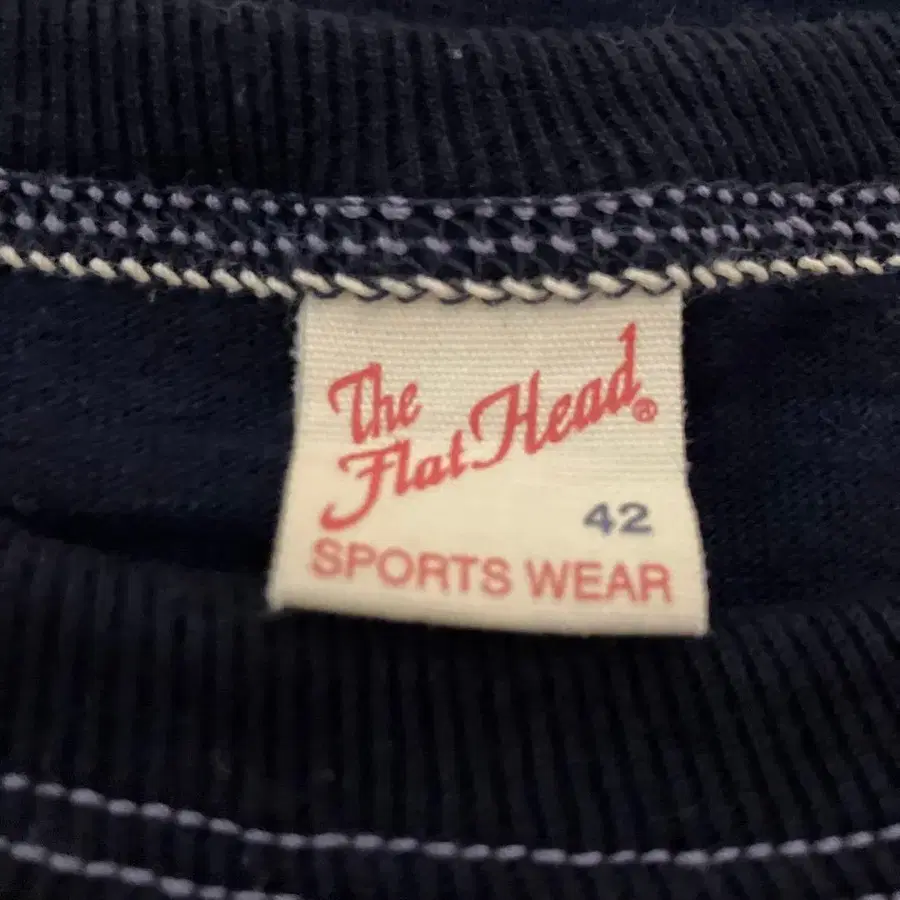 The
Flat Head®
42
SPORTS WEAR